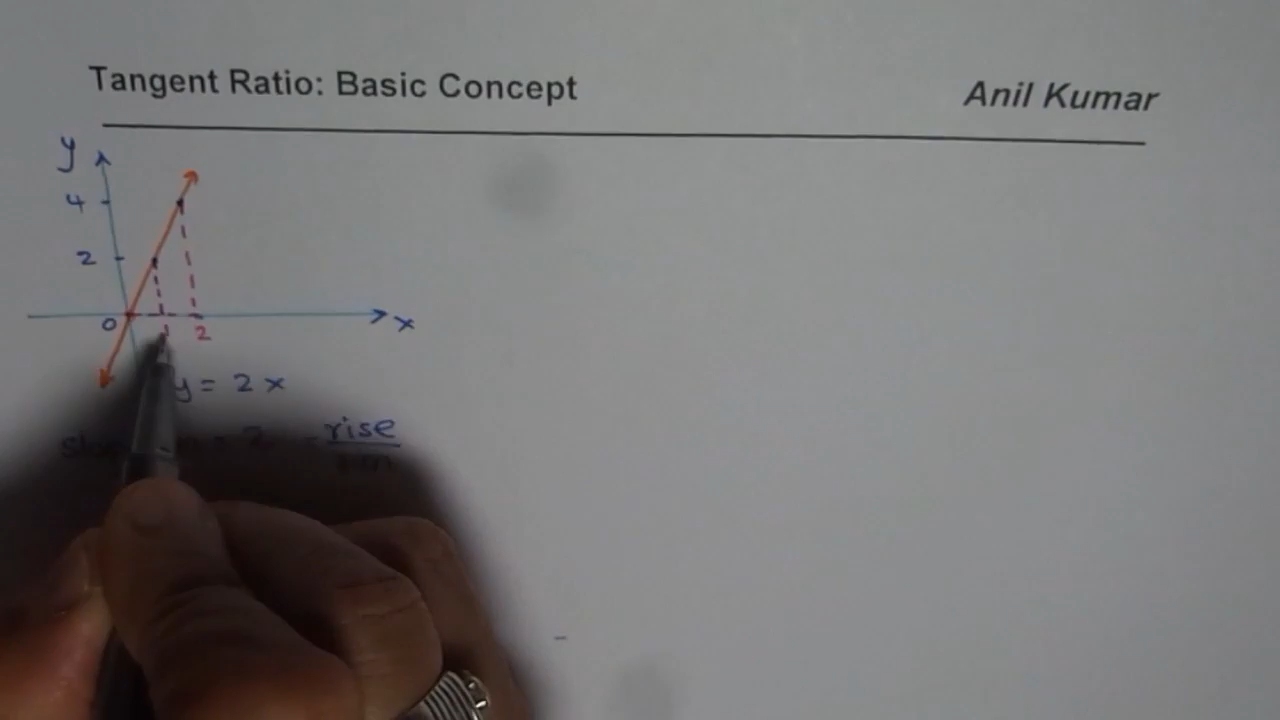 Tangent Ratio: Basic Concept
Anil Kumar
y
4
2
0
2
x
y = 2x
rise